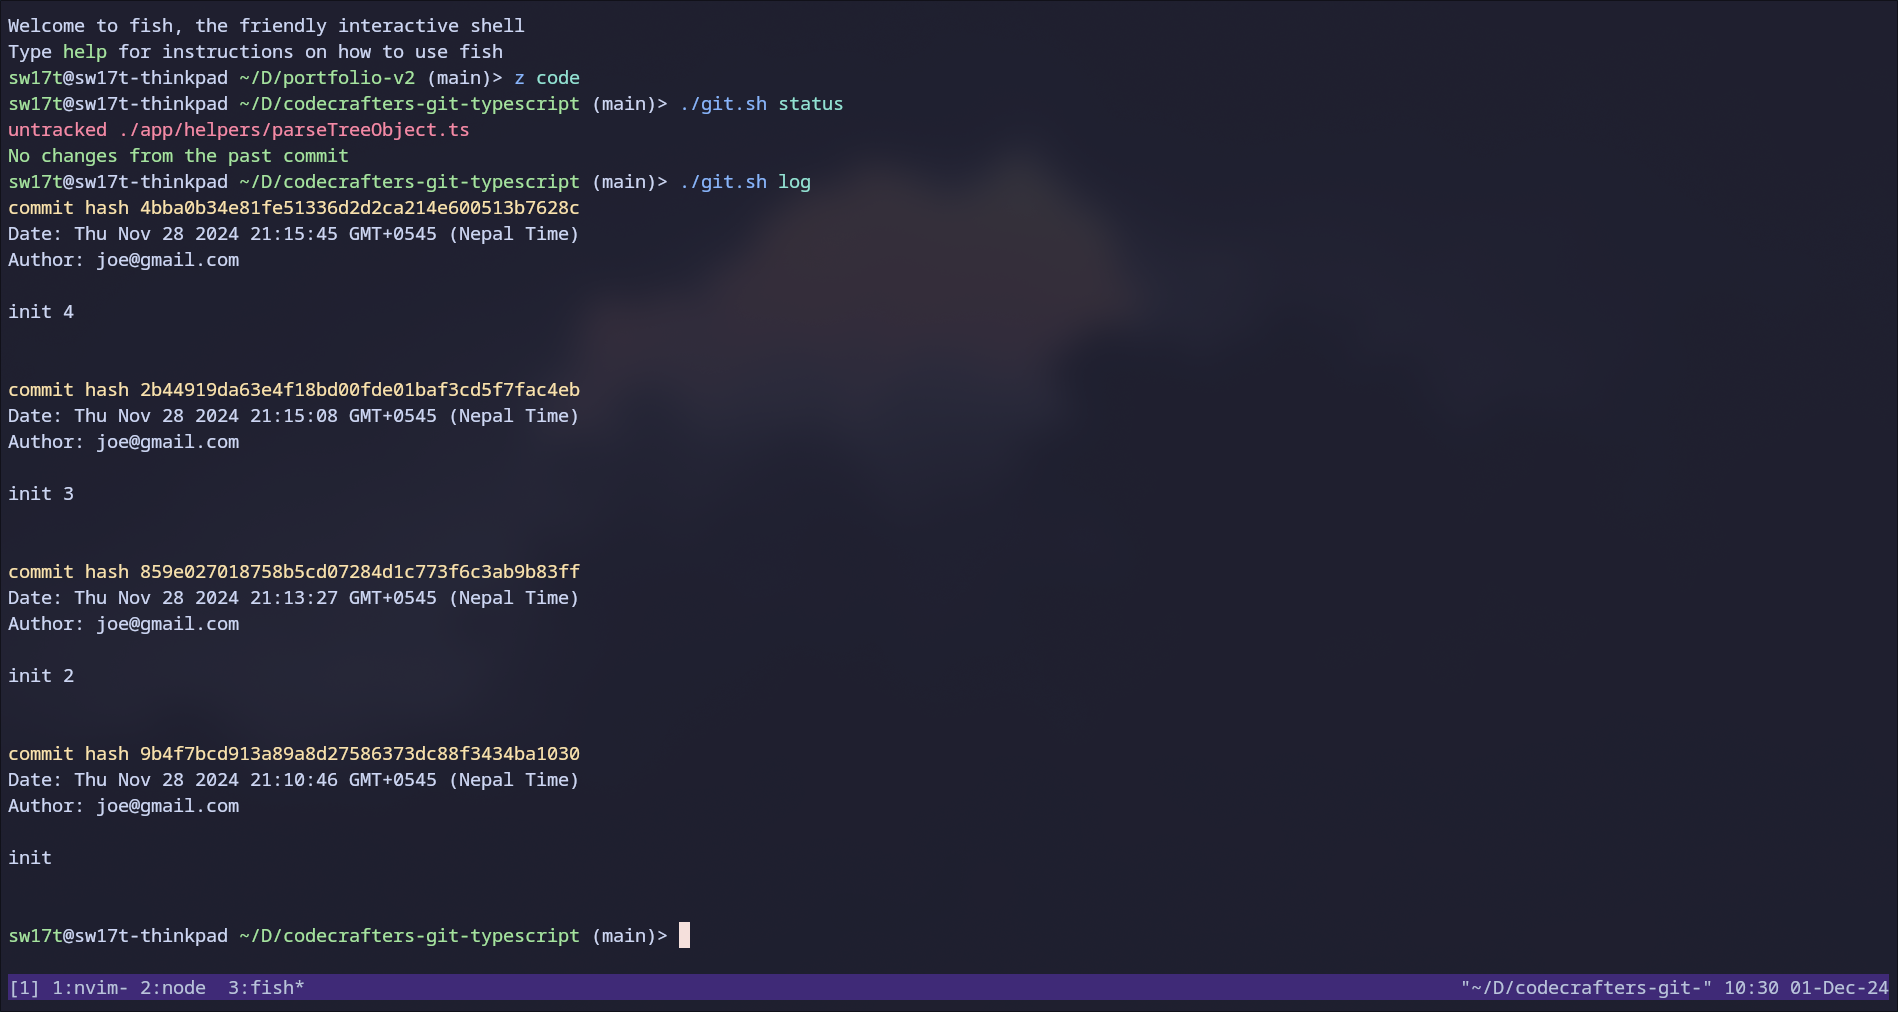 Welcome to fish, the friendly interactive shell
Type help for instructions on how to use fish
sw17t@sw17t-thinkpad ~/D/portfolio-v2 (main)> z code
sw17t@sw17t-thinkpad ~/D/codecrafters-git-typescript (main)> ./git.sh status
untracked ./app/helpers/parseTreeObject.ts
No changes from the past commit
sw17t@sw17t-thinkpad ~/D/codecrafters-git-typescript (main)> ./git.sh log
commit hash 4bba0b34e81fe51336d2d2ca214e600513b7628c
Date: Thu Nov 28 2024 21:15:45 GMT+0545 (Nepal Time)
Author: joe@gmail.com
init 4
commit hash 2b44919da63e4f18bd00fde01baf3cd5f7fac4eb
Date: Thu Nov 28 2024 21:15:08 GMT+0545 (Nepal Time)
Author: joe@gmail.com
init 3
commit hash 859e027018758b5cd07284d1c773f6c3ab9b83ff
Date: Thu Nov 28 2024 21:13:27 GMT+0545 (Nepal Time)
Author: joe@gmail.com
init 2
commit hash 9b4f7bcd913a89a8d27586373dc88f3434ba1030
Date: Thu Nov 28 2024 21:10:46 GMT+0545 (Nepal Time)
Author: joe@gmail.com
init
sw17t@sw17t-thinkpad ~/D/codecrafters-git-typescript (main)>
[1] 1:nvim- 2:node  3:fish* "~/D/codecrafters-git-" 10:30 01-Dec-24